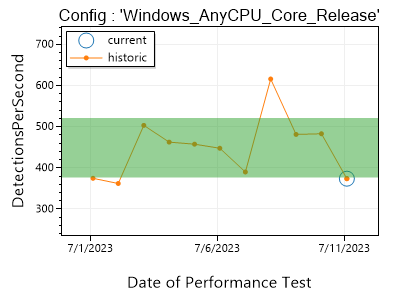 Config : 'Windows_AnyCPU_Core_Release'
current
historic
DetectionsPerSecond
700
600
500
400
300
7/1/2023
7/6/2023
7/11/2023
Date of Performance Test